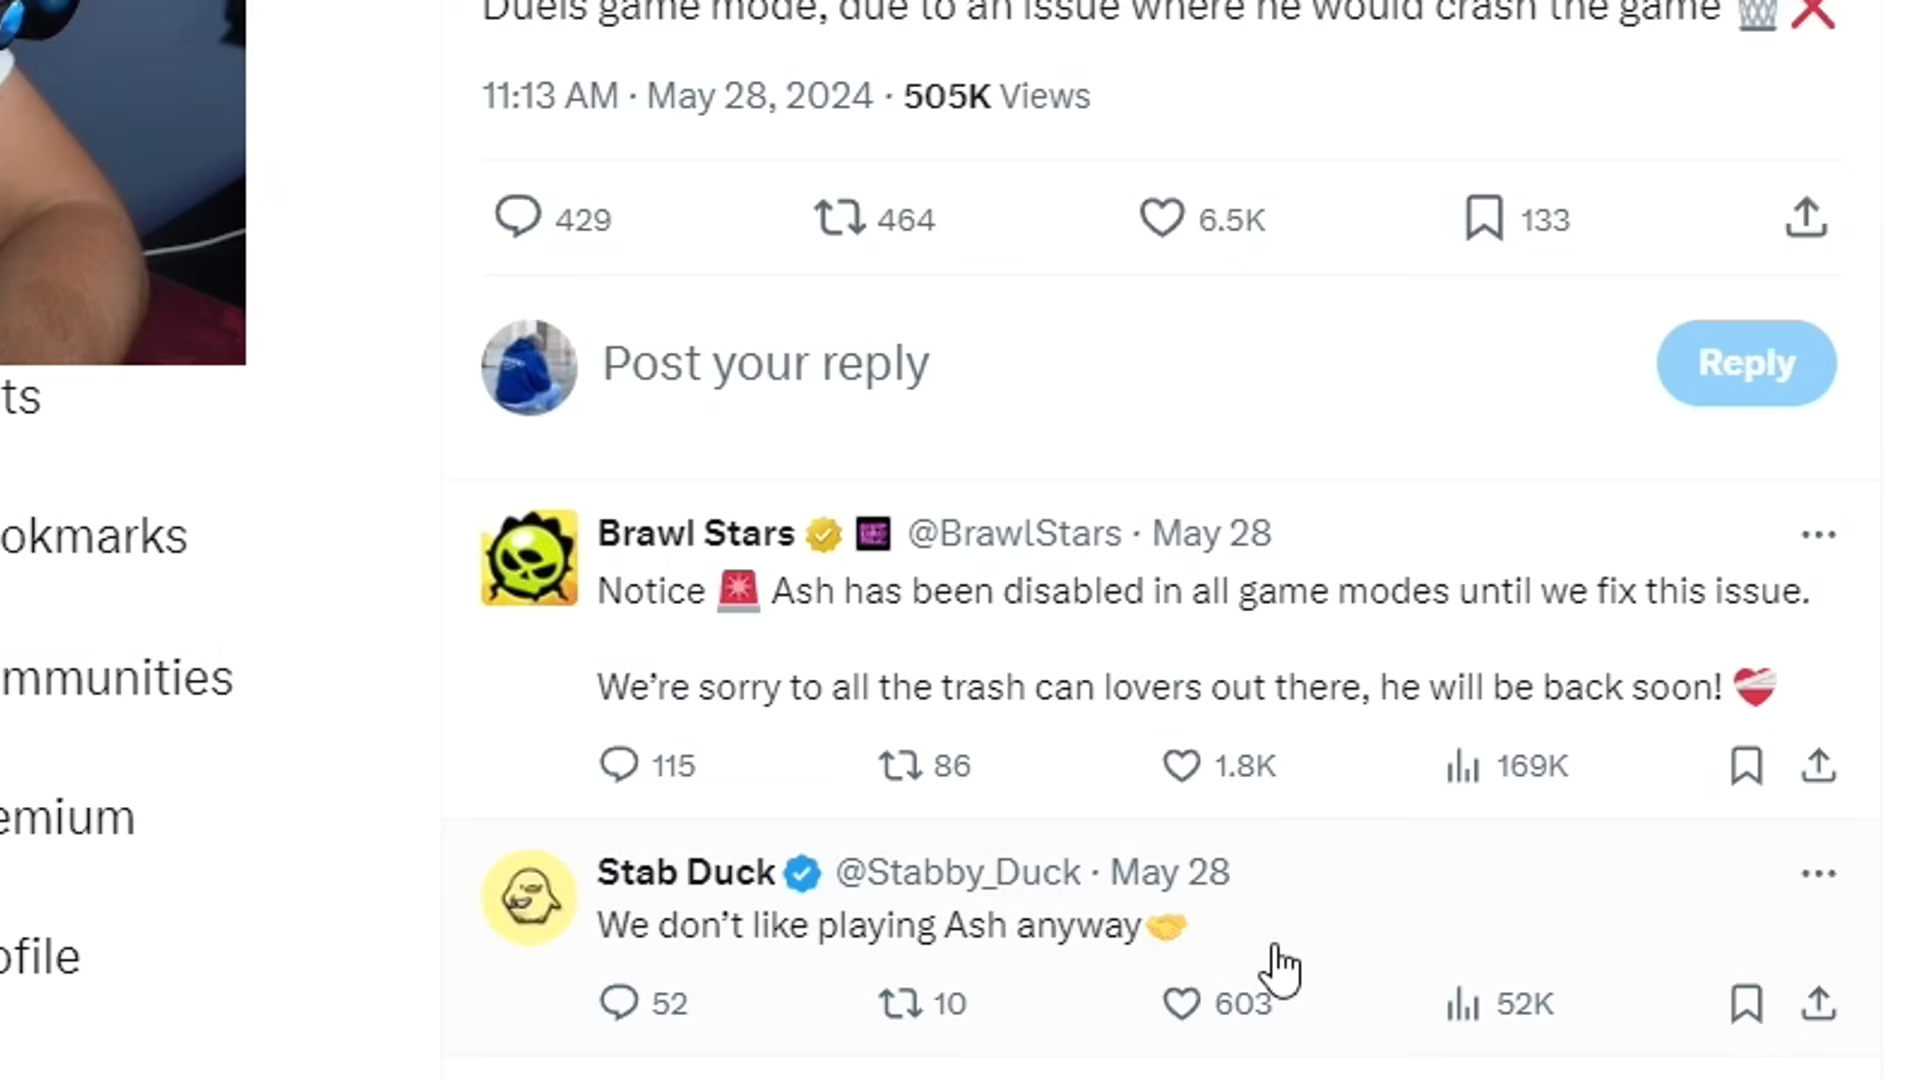 Duels game mode, due to an issue where he would crash the game 🗑️❌
11:13 AM · May 28, 2024 · 505K Views
429 464 6.5K 133
Post your reply
Reply
ts
Brawl Stars @BrawlStars · May 28
Notice 🚨 Ash has been disabled in all game modes until we fix this issue.
We're sorry to all the trash can lovers out there, he will be back soon! ❤️‍🩹
115 86 1.8K 169K
okmarks
mmunities
emium
ofile
Stab Duck @Stabby_Duck · May 28
We don't like playing Ash anyway🤝
52 10 603 52K